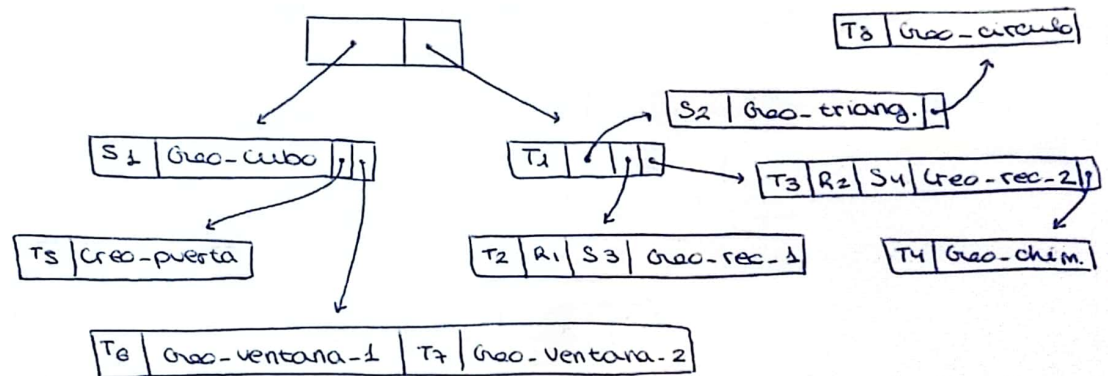 T8 Creo-circulo
S2 Creo-triang.
S1 Creo-cubo
T1
T3 R2 S4 Creo-rec-2
T5 Creo-puerta
T2 R1 S3 Creo-rec-1
T4 Creo-chim.
T6 Creo-ventana-1 T7 Creo-ventana-2